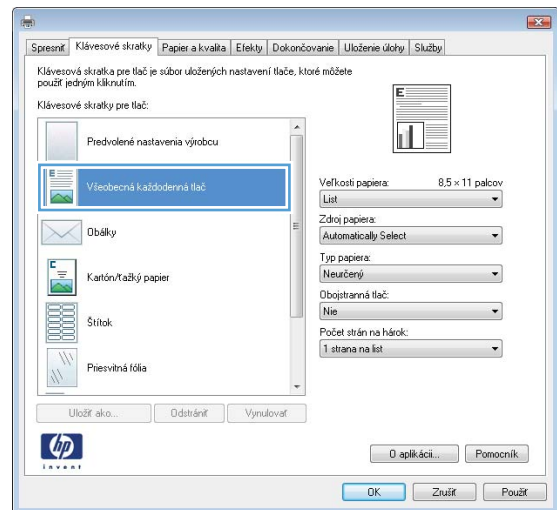 Spresniť Klávesové skratky Papier a kvalita Efekty Dokončovanie Uloženie úlohy Služby
Klávesová skratka pre tlač je súbor uložených nastavení tlače, ktoré môžete
použiť jedným kliknutím.
Klávesové skratky pre tlač:
Predvolené nastavenia výrobcu
Všeobecná každodenná tlač
Obálky
Kartón/ťažký papier
Štítok
Priesvitná fólia
Uložiť ako... Odstrániť Vynulovať
E
Veľkosti papiera: 8,5 × 11 palcov
List
Zdroj papiera:
Automatically Select
Typ papiera:
Neurčený
Obojstranná tlač:
Nie
Počet strán na hárok:
1 strana na list
hp
invent
O aplikácii... Pomocník
OK Zrušiť Použiť